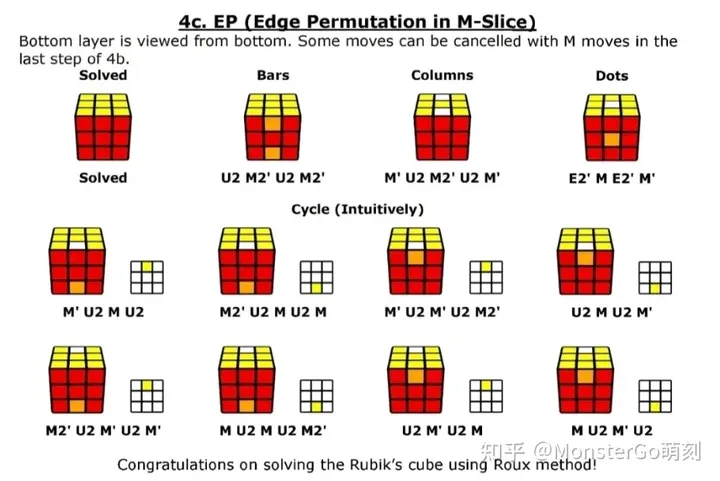 4c. EP (Edge Permutation in M-Slice)
Bottom layer is viewed from bottom. Some moves can be cancelled with M moves in the
last step of 4b.
Solved Bars Columns Dots
Solved U2 M2' U2 M2' M' U2 M2' U2 M' E2' M E2' M'
Cycle (Intuitively)
M' U2 M U2 M2' U2 M U2 M M' U2 M' U2 M2' U2 M U2 M'
M2' U2 M' U2 M' M U2 M U2 M2' U2 M' U2 M M U2 M' U2
知乎 @MonsterGo萌刻
Congratulations on solving the Rubik's cube using Roux method!